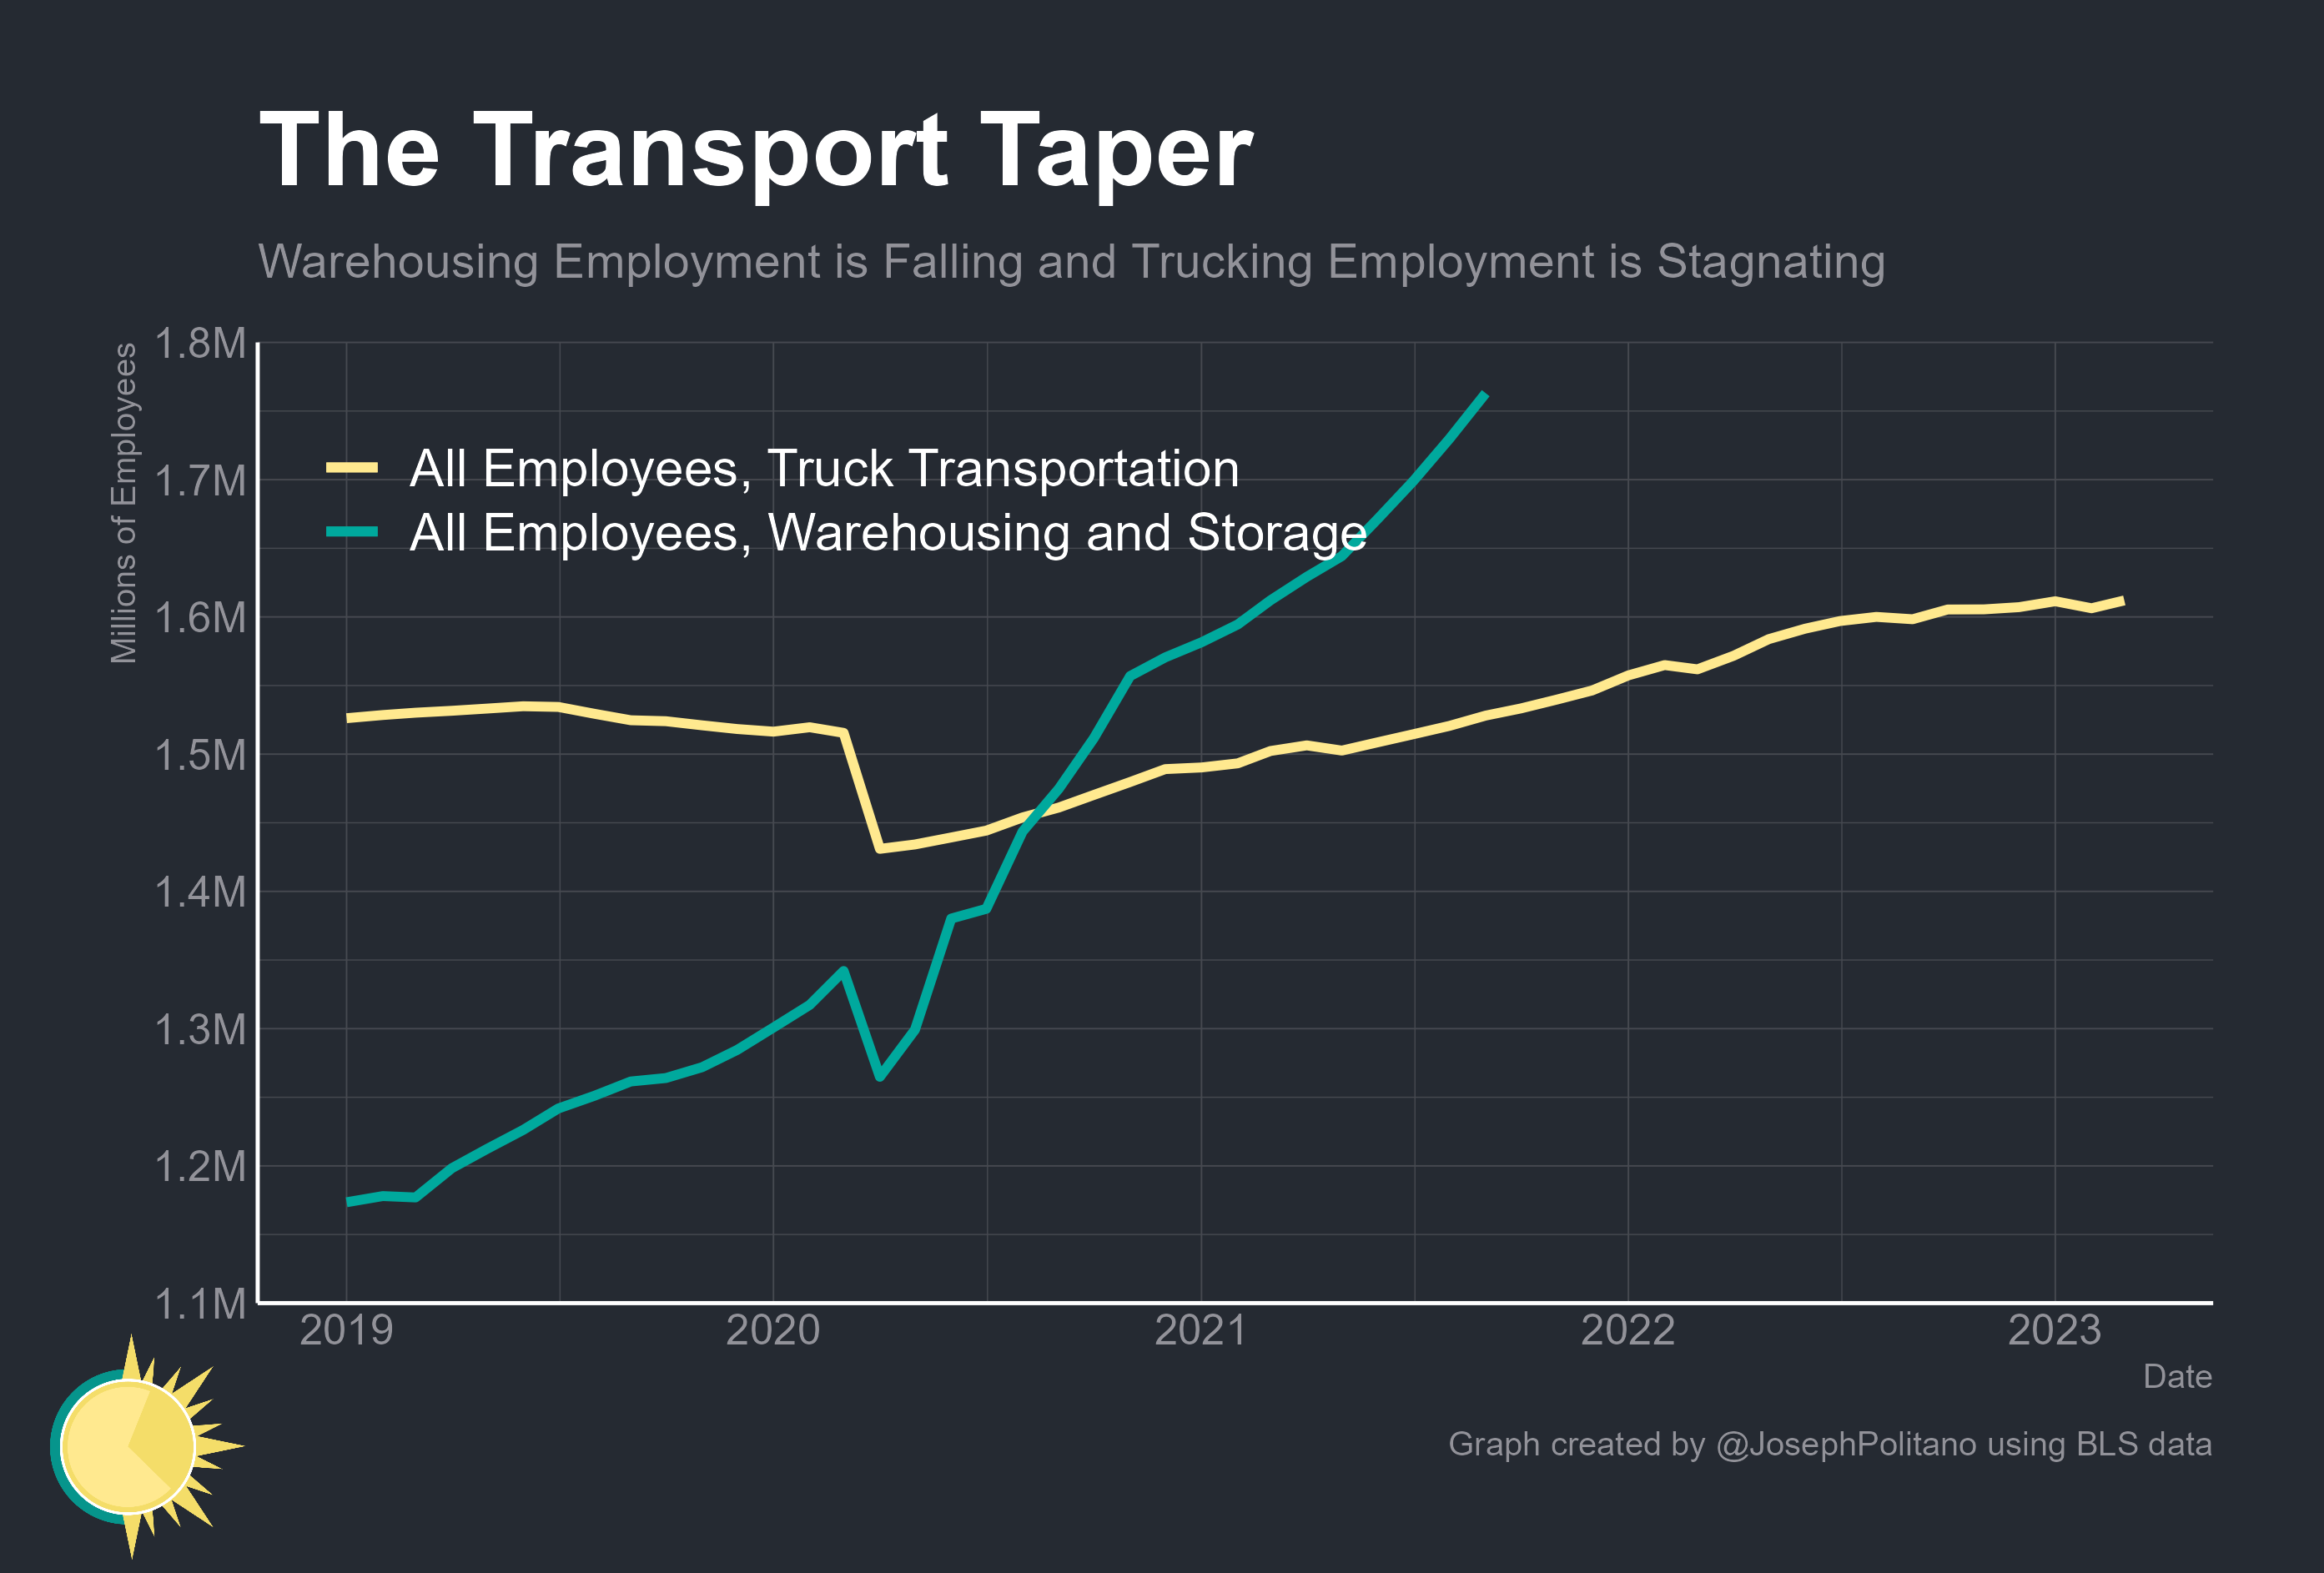 The Transport Taper
Warehousing Employment is Falling and Trucking Employment is Stagnating
Millions of Employees
1.8M
1.7M
1.6M
1.5M
1.4M
1.3M
1.2M
1.1M
All Employees, Truck Transportation
All Employees, Warehousing and Storage
2019 2020 2021 2022 2023
Date
Graph created by @JosephPolitano using BLS data